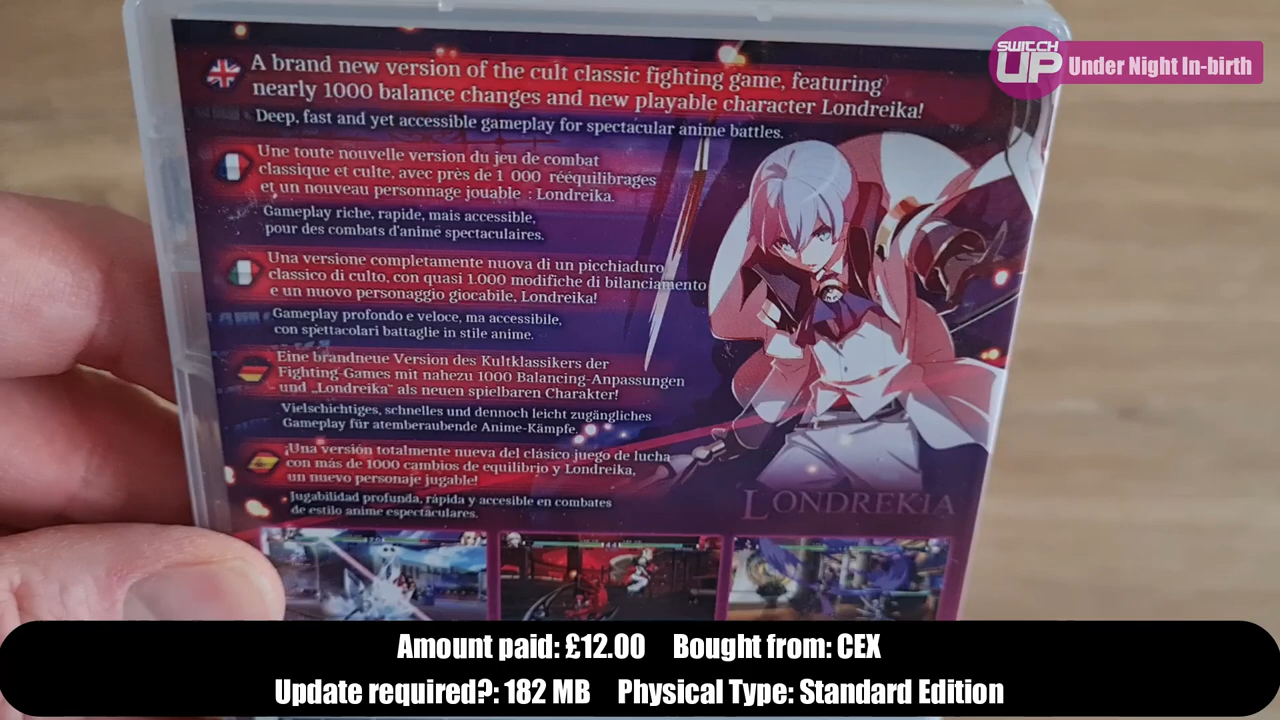 SWITCH UP Under Night In-birth
A brand new version of the cult classic fighting game, featuring
nearly 1000 balance changes and new playable character Londreika!
Deep, fast and yet accessible gameplay for spectacular anime battles.
Une toute nouvelle version du jeu de combat
classique et culte, avec près de 1 000 rééquilibrages
et un nouveau personnage jouable : Londreika.
Gameplay riche, rapide, mais accessible,
pour des combats d'anime spectaculaires.
Una versione completamente nuova di un picchiaduro
classico di culto, con quasi 1.000 modifiche di bilanciamento
e un nuovo personaggio giocabile, Londreika!
Gameplay profondo e veloce, ma accessibile,
con spettacolari battaglie in stile anime.
Eine brandneue Version des Kultklassikers der
Fighting-Games mit nahezu 1000 Balancing-Anpassungen
und „Londreika“ als neuen spielbaren Charakter!
Vielschichtiges, schnelles und dennoch leicht zugängliches
Gameplay für atemberaubende Anime-Kämpfe.
¡Una versión totalmente nueva del clásico juego de lucha
con más de 1000 cambios de equilibrio y Londreika,
un nuevo personaje jugable!
Jugabilidad profunda, rápida y accesible en combates
de estilo anime espectáculares.
LONDREKIA
Amount paid: £12.00 Bought from: CEX
Update required?: 182 MB Physical Type: Standard Edition